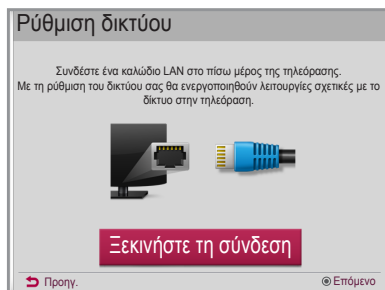 Ρύθμιση δικτύου
Συνδέστε ένα καλώδιο LAN στο πίσω μέρος της τηλεόρασης.
Με τη ρύθμιση του δικτύου σας θα ενεργοποιηθούν λειτουργίες σχετικές με το
δίκτυο στην τηλεόραση.
Ξεκινήστε τη σύνδεση
Προηγ. Επόμενο